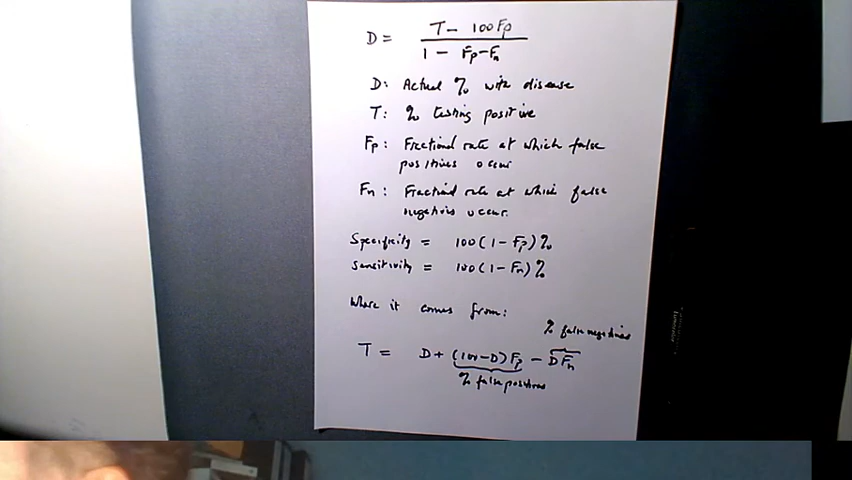 D = T - 100Fp / 1 - Fp - Fn
D: Actual % with disease
T: % testing positive
Fp: Fractional rate at which false
positives occur
Fn: Fractional rate at which false
negatives occur.
Specificity = 100(1-Fp)%
Sensitivity = 100(1-Fn)%
Where it comes from:
% false negatives
T = D + (100-D)Fp - DFn
% false positives